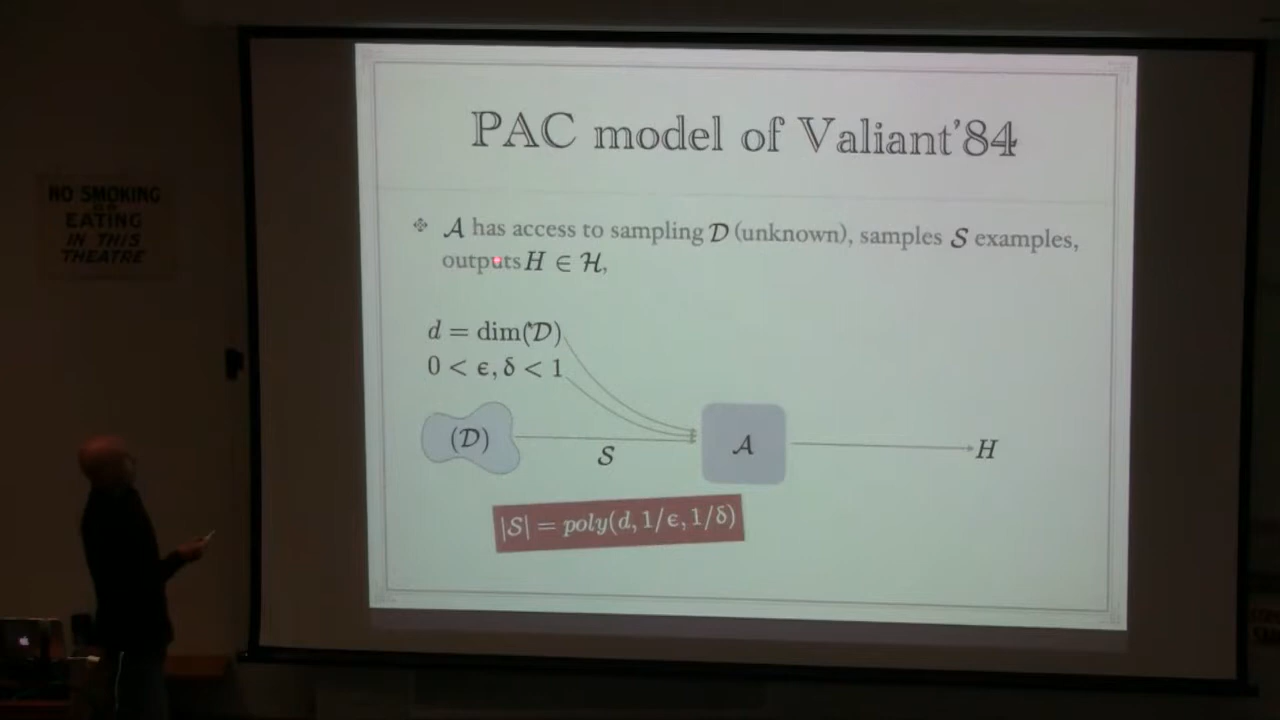 PAC model of Valiant'84
NO SMOKING
OR
EATING
IN THIS
THEATRE
𝒜 has access to sampling 𝒟 (unknown), samples 𝒮 examples,
outputs H ∈ ℋ,
d = dim(𝒟)
0 < ϵ, δ < 1
(𝒟)
𝒮
𝒜
H
|𝒮| = poly(d, 1/ϵ, 1/δ)